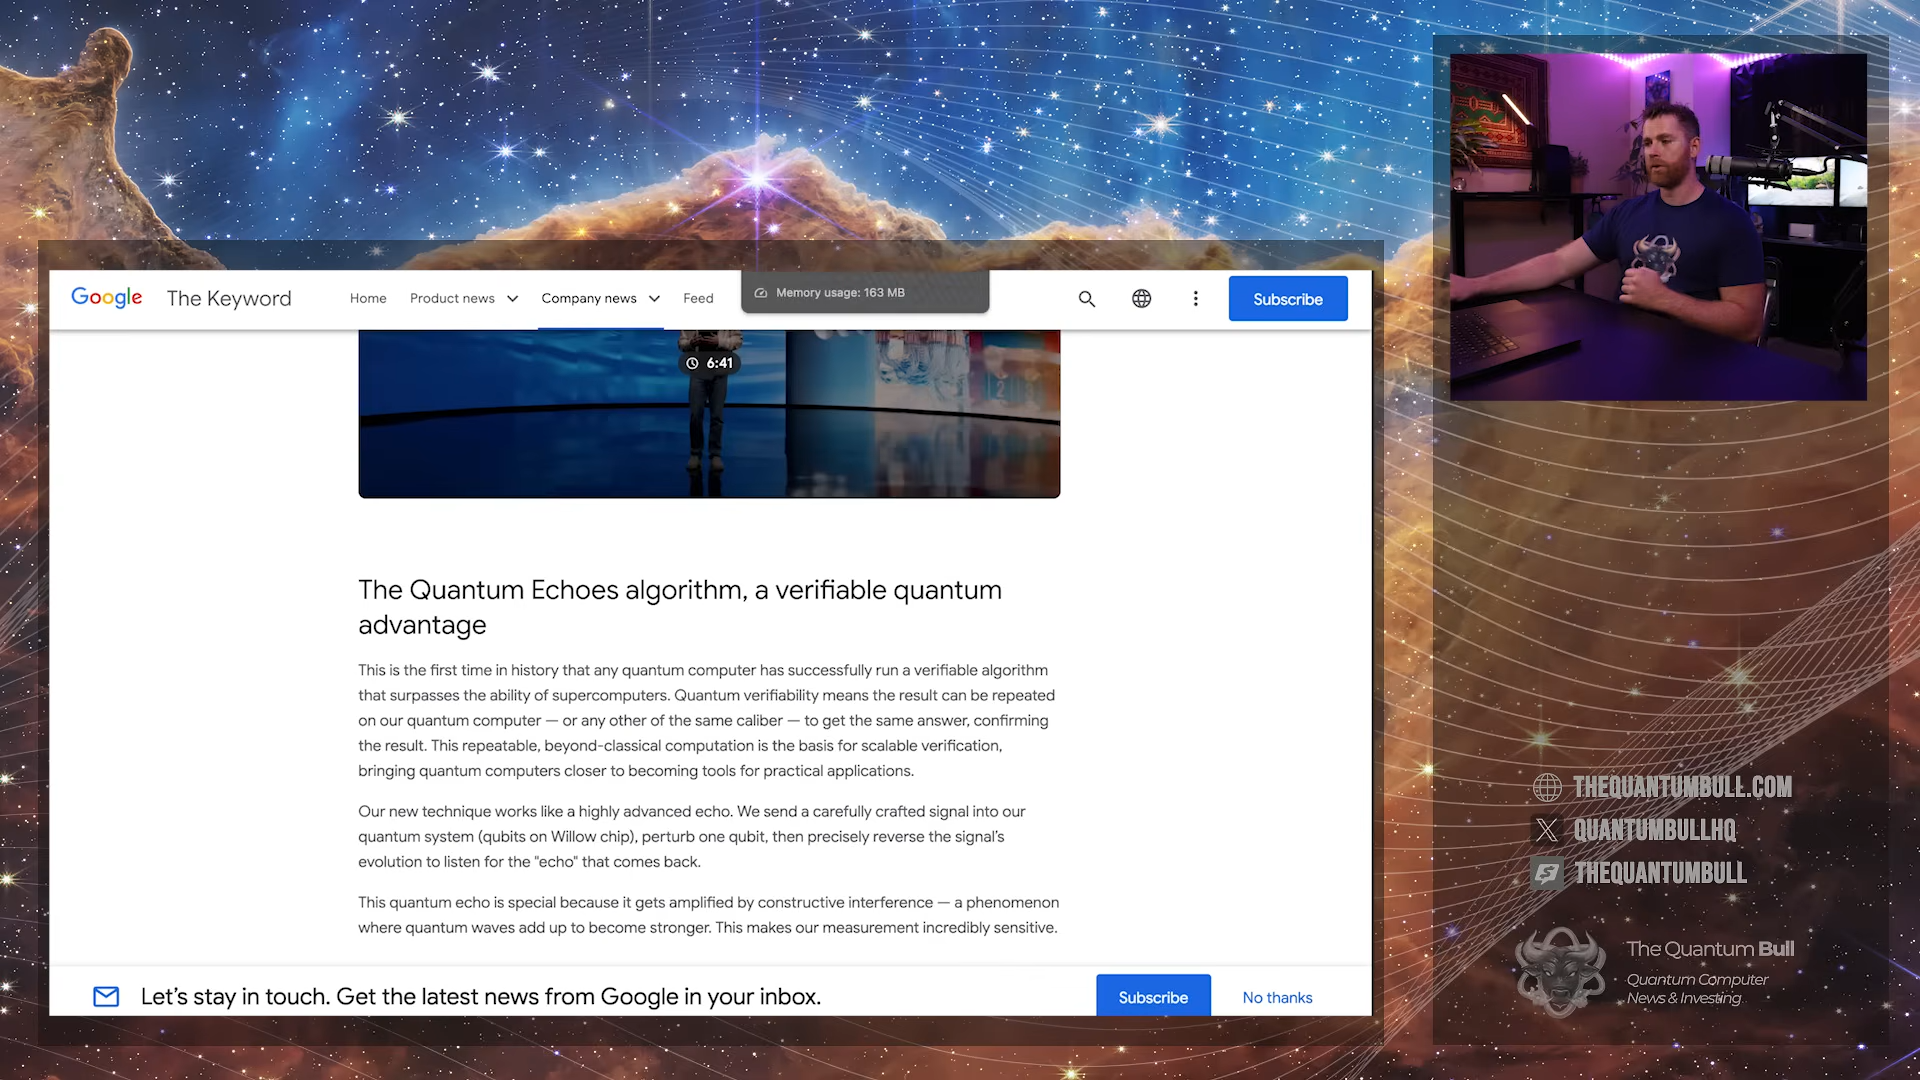 Google The Keyword Home Product news Company news Feed Subscribe
Memory usage: 163 MB
6:41
The Quantum Echoes algorithm, a verifiable quantum
advantage
This is the first time in history that any quantum computer has successfully run a verifiable algorithm
that surpasses the ability of supercomputers. Quantum verifiability means the result can be repeated
on our quantum computer — or any other of the same caliber — to get the same answer, confirming
the result. This repeatable, beyond-classical computation is the basis for scalable verification,
bringing quantum computers closer to becoming tools for practical applications.
Our new technique works like a highly advanced echo. We send a carefully crafted signal into our
quantum system (qubits on Willow chip), perturb one qubit, then precisely reverse the signal's
evolution to listen for the "echo" that comes back.
This quantum echo is special because it gets amplified by constructive interference — a phenomenon
where quantum waves add up to become stronger. This makes our measurement incredibly sensitive.
Let's stay in touch. Get the latest news from Google in your inbox. Subscribe No thanks
THEQUANTUMBULL.COM
QUANTUMBULLHQ
THEQUANTUMBULL
The Quantum Bull
Quantum Computer
News & Investing